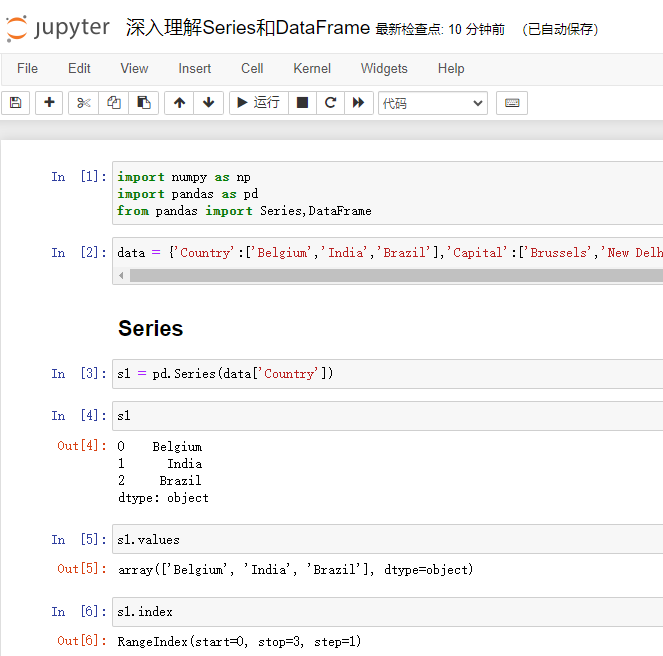 jupyter 深入理解Series和DataFrame 最新检查点: 10 分钟前 (已自动保存)
File Edit View Insert Cell Kernel Widgets Help
运行 代码
In [1]: import numpy as np
import pandas as pd
from pandas import Series,DataFrame
In [2]: data = {'Country':['Belgium','India','Brazil'],'Capital':['Brussels','New Delh
Series
In [3]: s1 = pd.Series(data['Country'])
In [4]: s1
Out[4]: 0 Belgium
1 India
2 Brazil
dtype: object
In [5]: s1.values
Out[5]: array(['Belgium', 'India', 'Brazil'], dtype=object)
In [6]: s1.index
Out[6]: RangeIndex(start=0, stop=3, step=1)